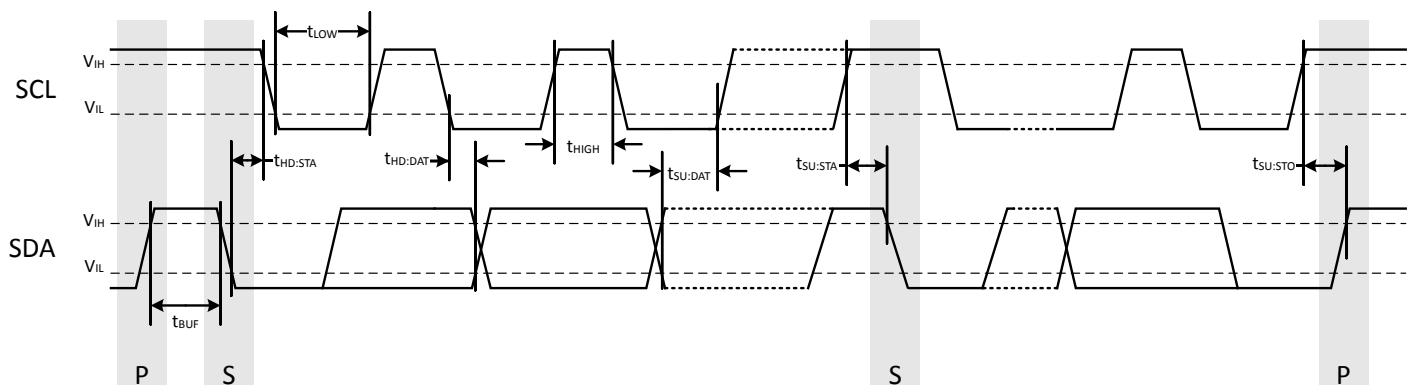 tLOW
VIH
SCL
VIL
tHD:STA
tHD:DAT
tHIGH
tSU:DAT
tSU:STA
tSU:STO
VIH
SDA
VIL
tBUF
P
S
S
P